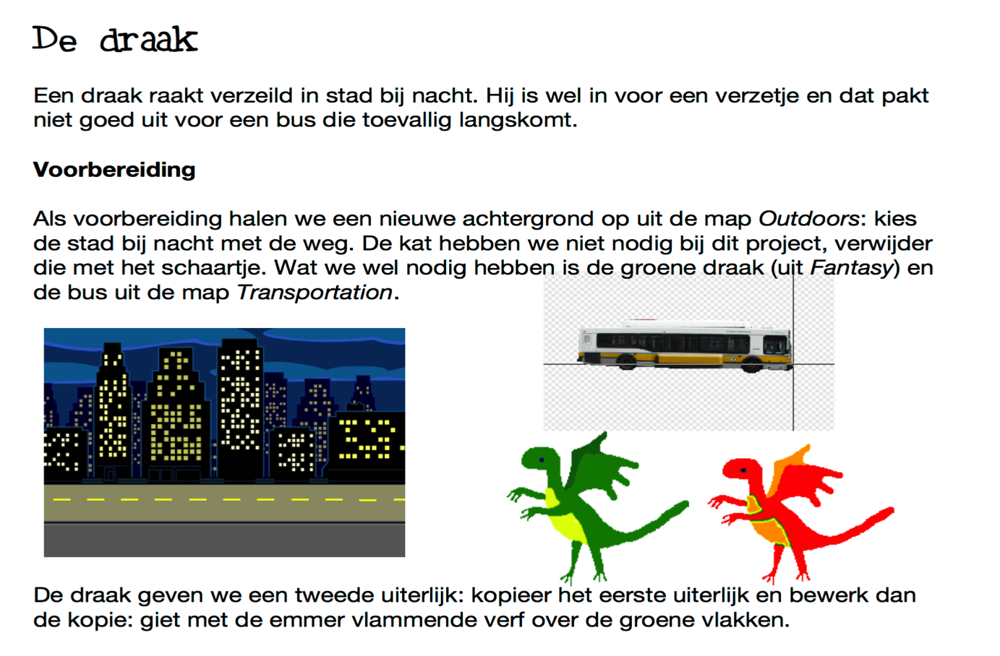 De draak
Een draak raakt verzeild in stad bij nacht. Hij is wel in voor een verzetje en dat pakt
niet goed uit voor een bus die toevallig langskomt.
Voorbereiding
Als voorbereiding halen we een nieuwe achtergrond op uit de map Outdoors: kies
de stad bij nacht met de weg. De kat hebben we niet nodig bij dit project, verwijder
die met het schaartje. Wat we wel nodig hebben is de groene draak (uit Fantasy) en
de bus uit de map Transportation.
De draak geven we een tweede uiterlijk: kopieer het eerste uiterlijk en bewerk dan
de kopie: giet met de emmer vlammende verf over de groene vlakken.